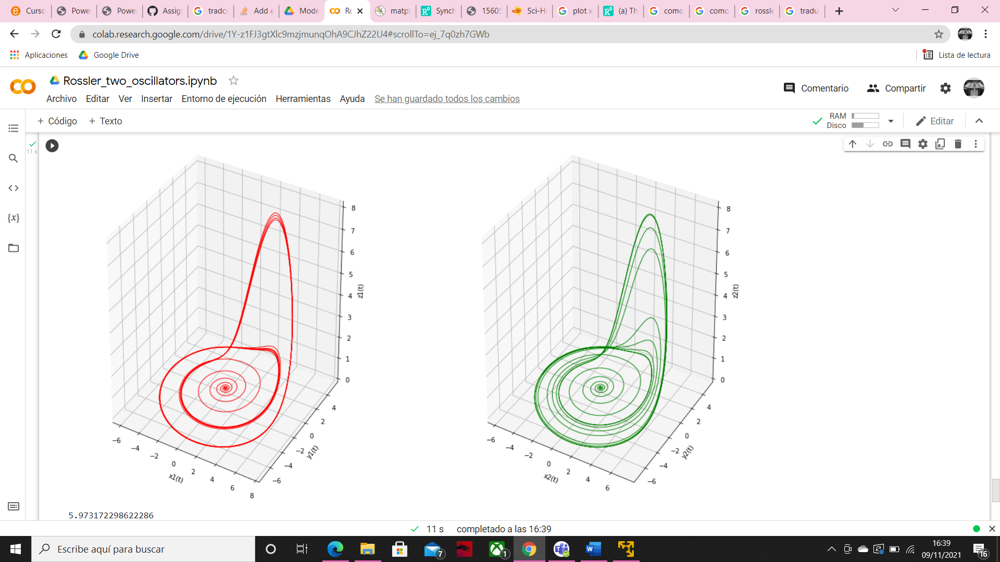 Curso
Power
Power
Assig
tradcu
Add e
Mode
Ro
matpl
Synch
15605
Sci-H
plot x
(a) Th
como
como
rossle
tradu
colab.research.google.com/drive/1Y-z1FJ3gtXlc9mzjmunqOhA9CJhZ22U4#scrollTo=ej_7q0zh7GWb
Aplicaciones
Google Drive
Lista de lectura
Rossler_two_oscillators.ipynb
Archivo Editar Ver Insertar Entorno de ejecución Herramientas Ayuda Se han guardado todos los cambios
Comentario
Compartir
+ Código + Texto
RAM
Disco
Editar
11 s
{x}
8
7
6
5
4
3
2
1
0
z1(t)
4
2
0
−2
−4
−6
y1(t)
−6
−4
−2
0
2
4
6
8
x1(t)
8
7
6
5
4
3
2
1
0
z2(t)
4
2
0
−2
−4
−6
y2(t)
−6
−4
−2
0
2
4
6
x2(t)
5.973172298622286
11 s completado a las 16:39
Escribe aquí para buscar
7
1
16:39
09/11/2021
16